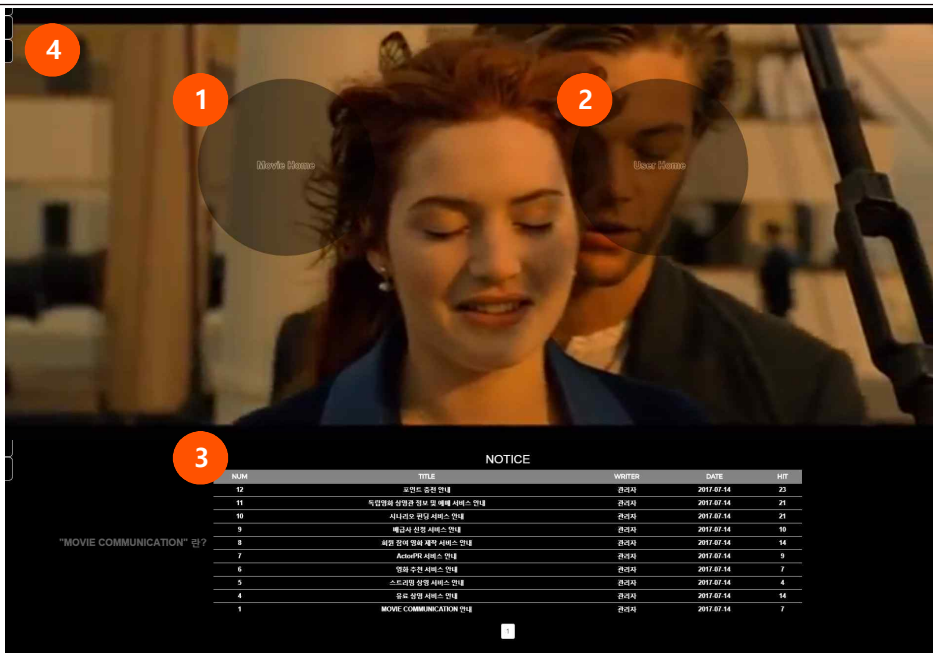 4
1
2
Movie Home
User Home
3
NOTICE
NUM TITLE WRITER DATE HIT
12 포인트 충전 안내 관리자 2017-07-14 23
11 독립영화 상영관 정보 및 예매 서비스 안내 관리자 2017-07-14 21
10 시나리오 펀딩 서비스 안내 관리자 2017-07-14 21
9 배급사 신청 서비스 안내 관리자 2017-07-14 10
"MOVIE COMMUNICATION" 란?
8 회원 참여 영화 제작 서비스 안내 관리자 2017-07-14 14
7 ActorPR 서비스 안내 관리자 2017-07-14 9
6 영화 추천 서비스 안내 관리자 2017-07-14 7
5 스트리밍 상영 서비스 안내 관리자 2017-07-14 4
4 유료 상영 서비스 안내 관리자 2017-07-14 14
1 MOVIE COMMUNICATION 안내 관리자 2017-07-14 7
1